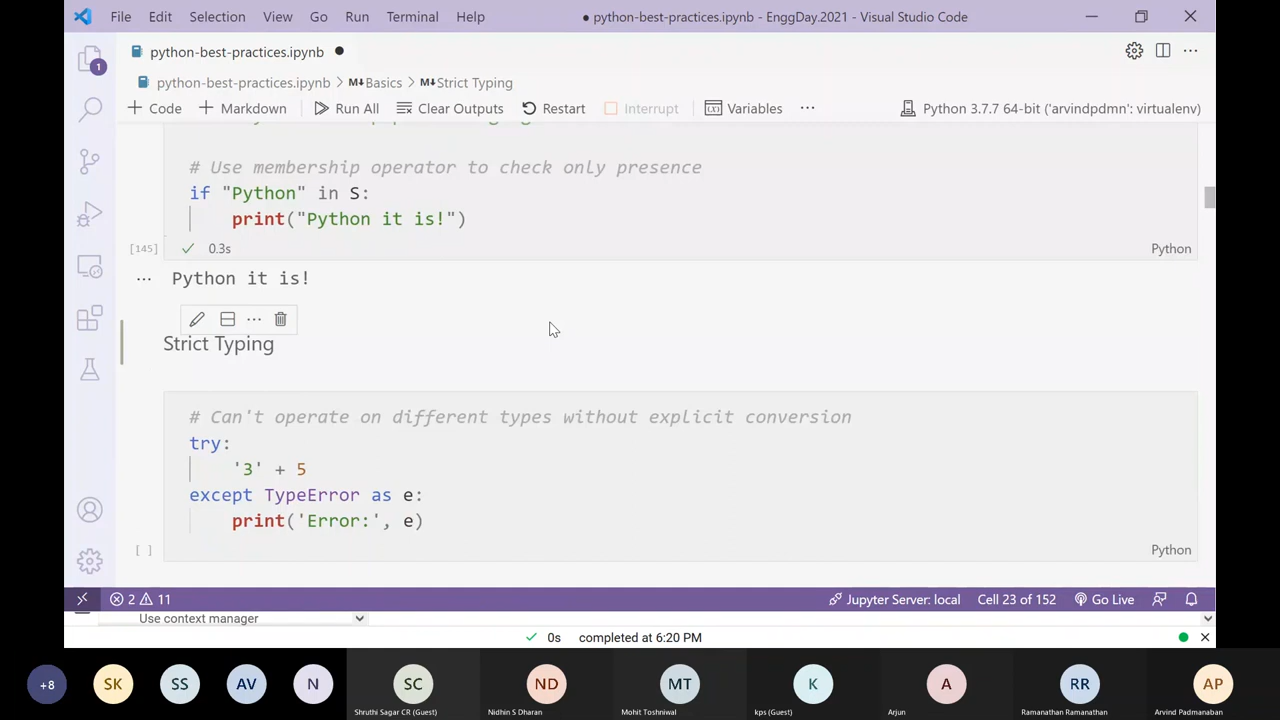 File Edit Selection View Go Run Terminal Help ● python-best-practices.ipynb - EnggDay.2021 - Visual Studio Code
python-best-practices.ipynb ●
1
python-best-practices.ipynb > M↓Basics > M↓Strict Typing
+ Code + Markdown Run All Clear Outputs Restart Interrupt Variables ··· Python 3.7.7 64-bit ('arvindpdmn': virtualenv)
# Use membership operator to check only presence
if "Python" in S:
print("Python it is!")
[145] ✓ 0.3s Python
··· Python it is!
Strict Typing
# Can't operate on different types without explicit conversion
try:
'3' + 5
except TypeError as e:
print('Error:', e)
[ ] Python
2 11 Jupyter Server: local Cell 23 of 152 Go Live
Use context manager
✓ 0s completed at 6:20 PM
+8 SK SS AV N SC ND MT K A RR AP
Shruthi Sagar CR (Guest) Nidhin S Dharan Mohit Toshniwal kps (Guest) Arjun Ramanathan Ramanathan Arvind Padmanaban